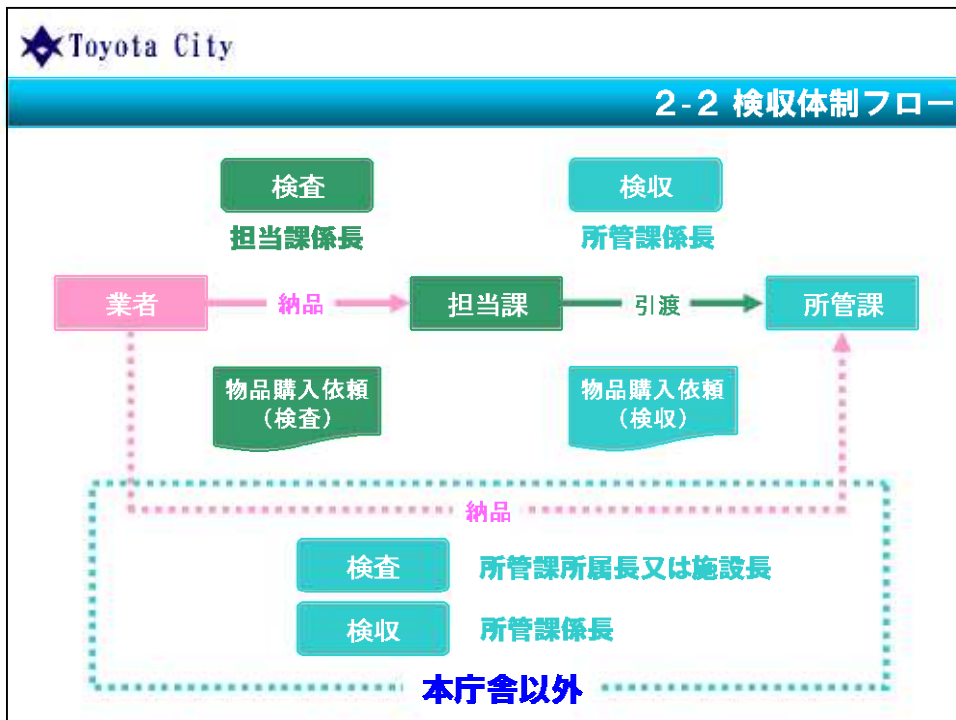 Toyota City
２-２ 検収体制フロー
検査
検収
担当課係長
所管課係長
業者
納品
担当課
引渡
所管課
物品購入依頼
（検査）
物品購入依頼
（検収）
納品
検査
所管課所属長又は施設長
検収
所管課係長
本庁舎以外